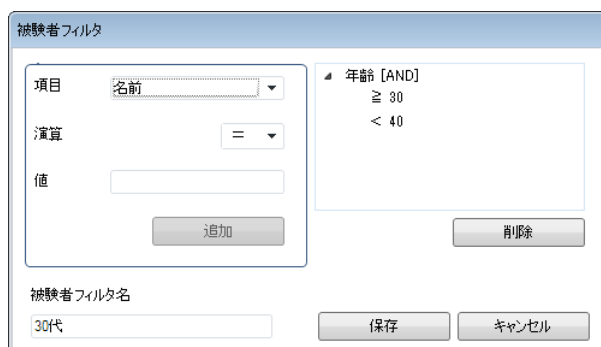 被験者フィルタ
項目
名前
演算
=
値
追加
年齢 [AND]
≧ 30
< 40
削除
被験者フィルタ名
30代
保存
キャンセル